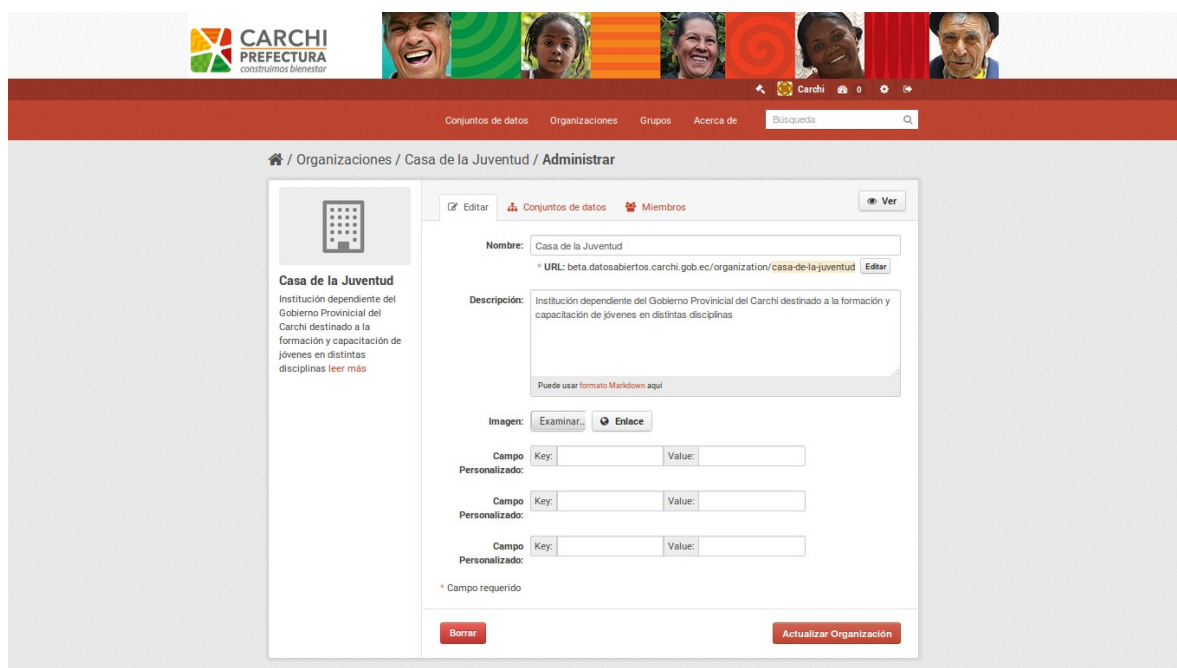 CARCHI
PREFECTURA
construimos bienestar
Carchi 0
Conjuntos de datos Organizaciones Grupos Acerca de Búsqueda
/ Organizaciones / Casa de la Juventud / Administrar
Editar Conjuntos de datos Miembros Ver
Nombre: Casa de la Juventud
* URL: beta.datosabiertos.carchi.gob.ec/organization/casa-de-la-juventud Editar
Casa de la Juventud
Institución dependiente del
Gobierno Provinicial del
Carchi destinado a la
formación y capacitación de
jóvenes en distintas
disciplinas leer más
Descripción: Institución dependiente del Gobierno Provinicial del Carchi destinado a la formación y
capacitación de jóvenes en distintas disciplinas
Puede usar formato Markdown aquí
Imagen: Examinar.. Enlace
Campo Personalizado: Key: Value:
Campo Personalizado: Key: Value:
Campo Personalizado: Key: Value:
* Campo requerido
Borrar Actualizar Organización